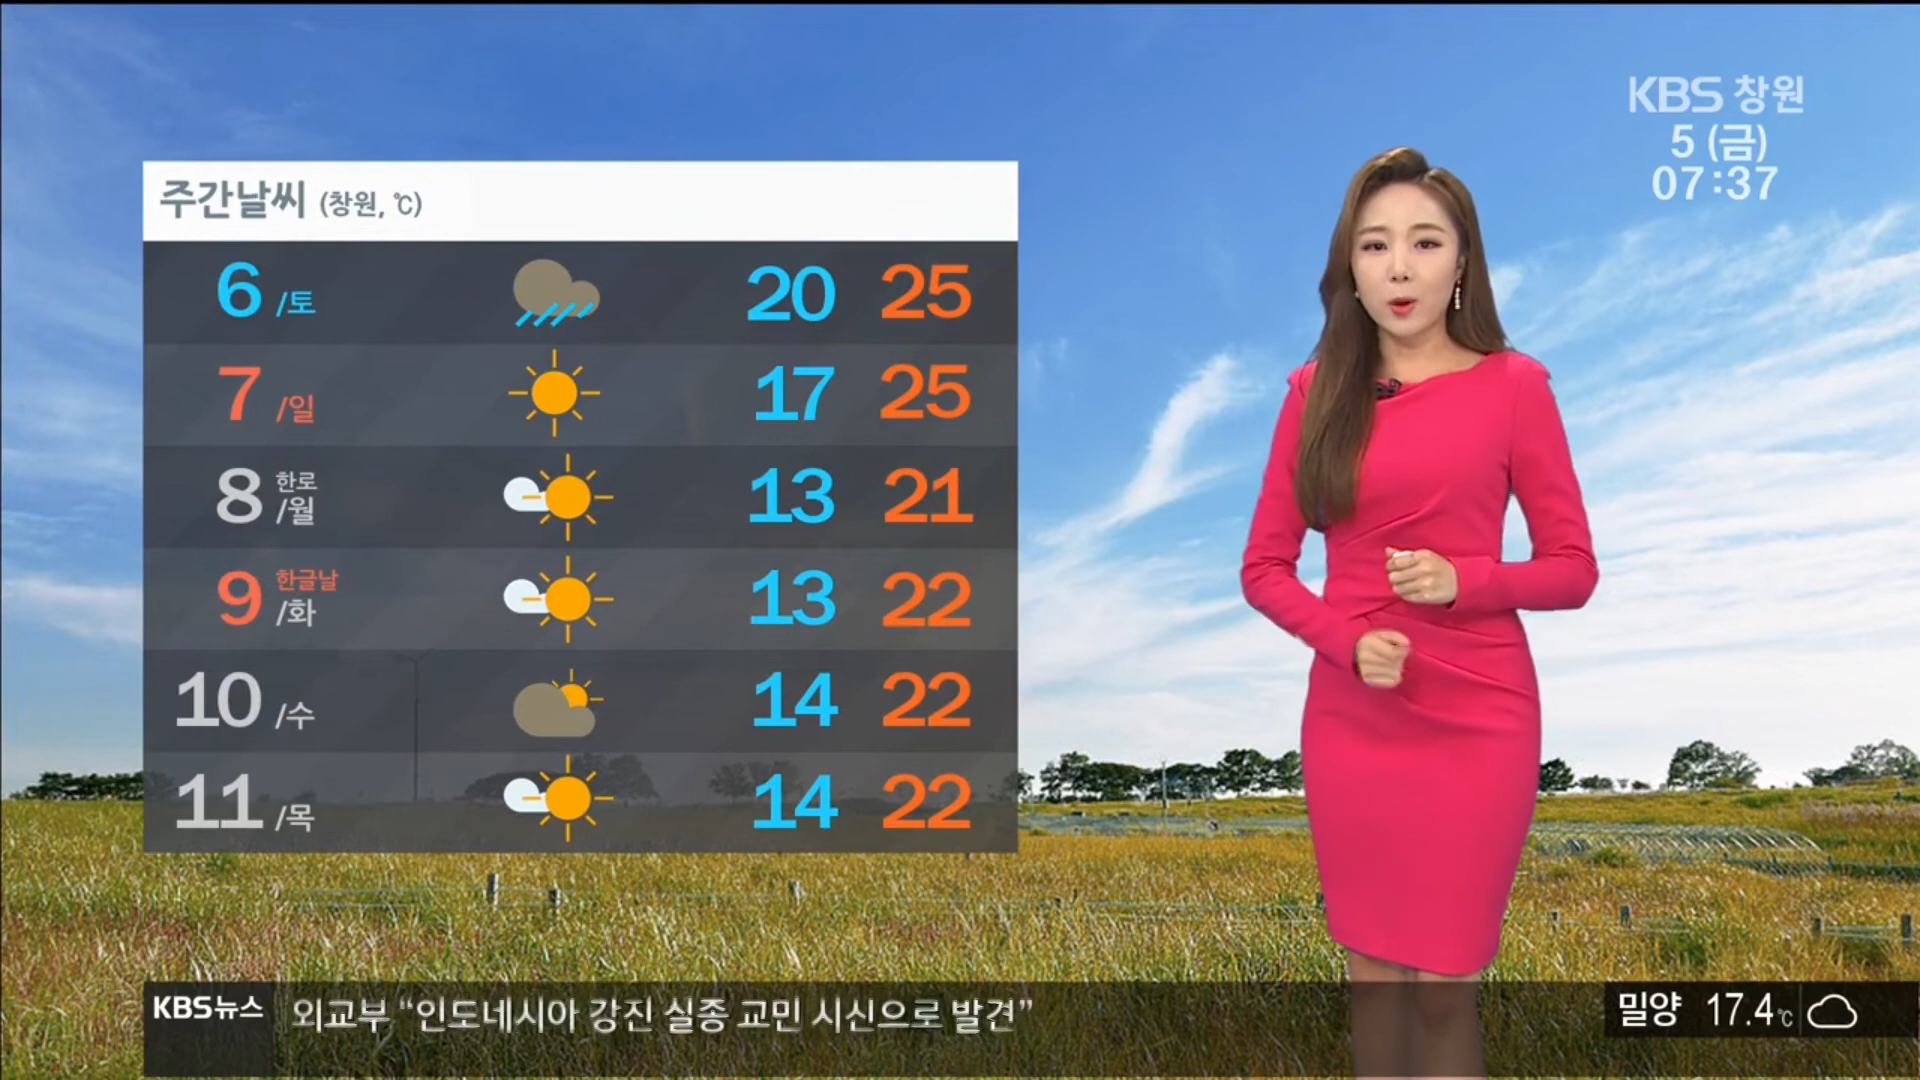 KBS 창원
5 (금)
07:37
주간날씨 (창원, ℃)
6 /토 20 25
7 /일 17 25
8 한로 /월 13 21
9 한글날 /화 13 22
10 /수 14 22
11 /목 14 22
KBS뉴스 외교부 “인도네시아 강진 실종 교민 시신으로 발견”
밀양 17.4℃